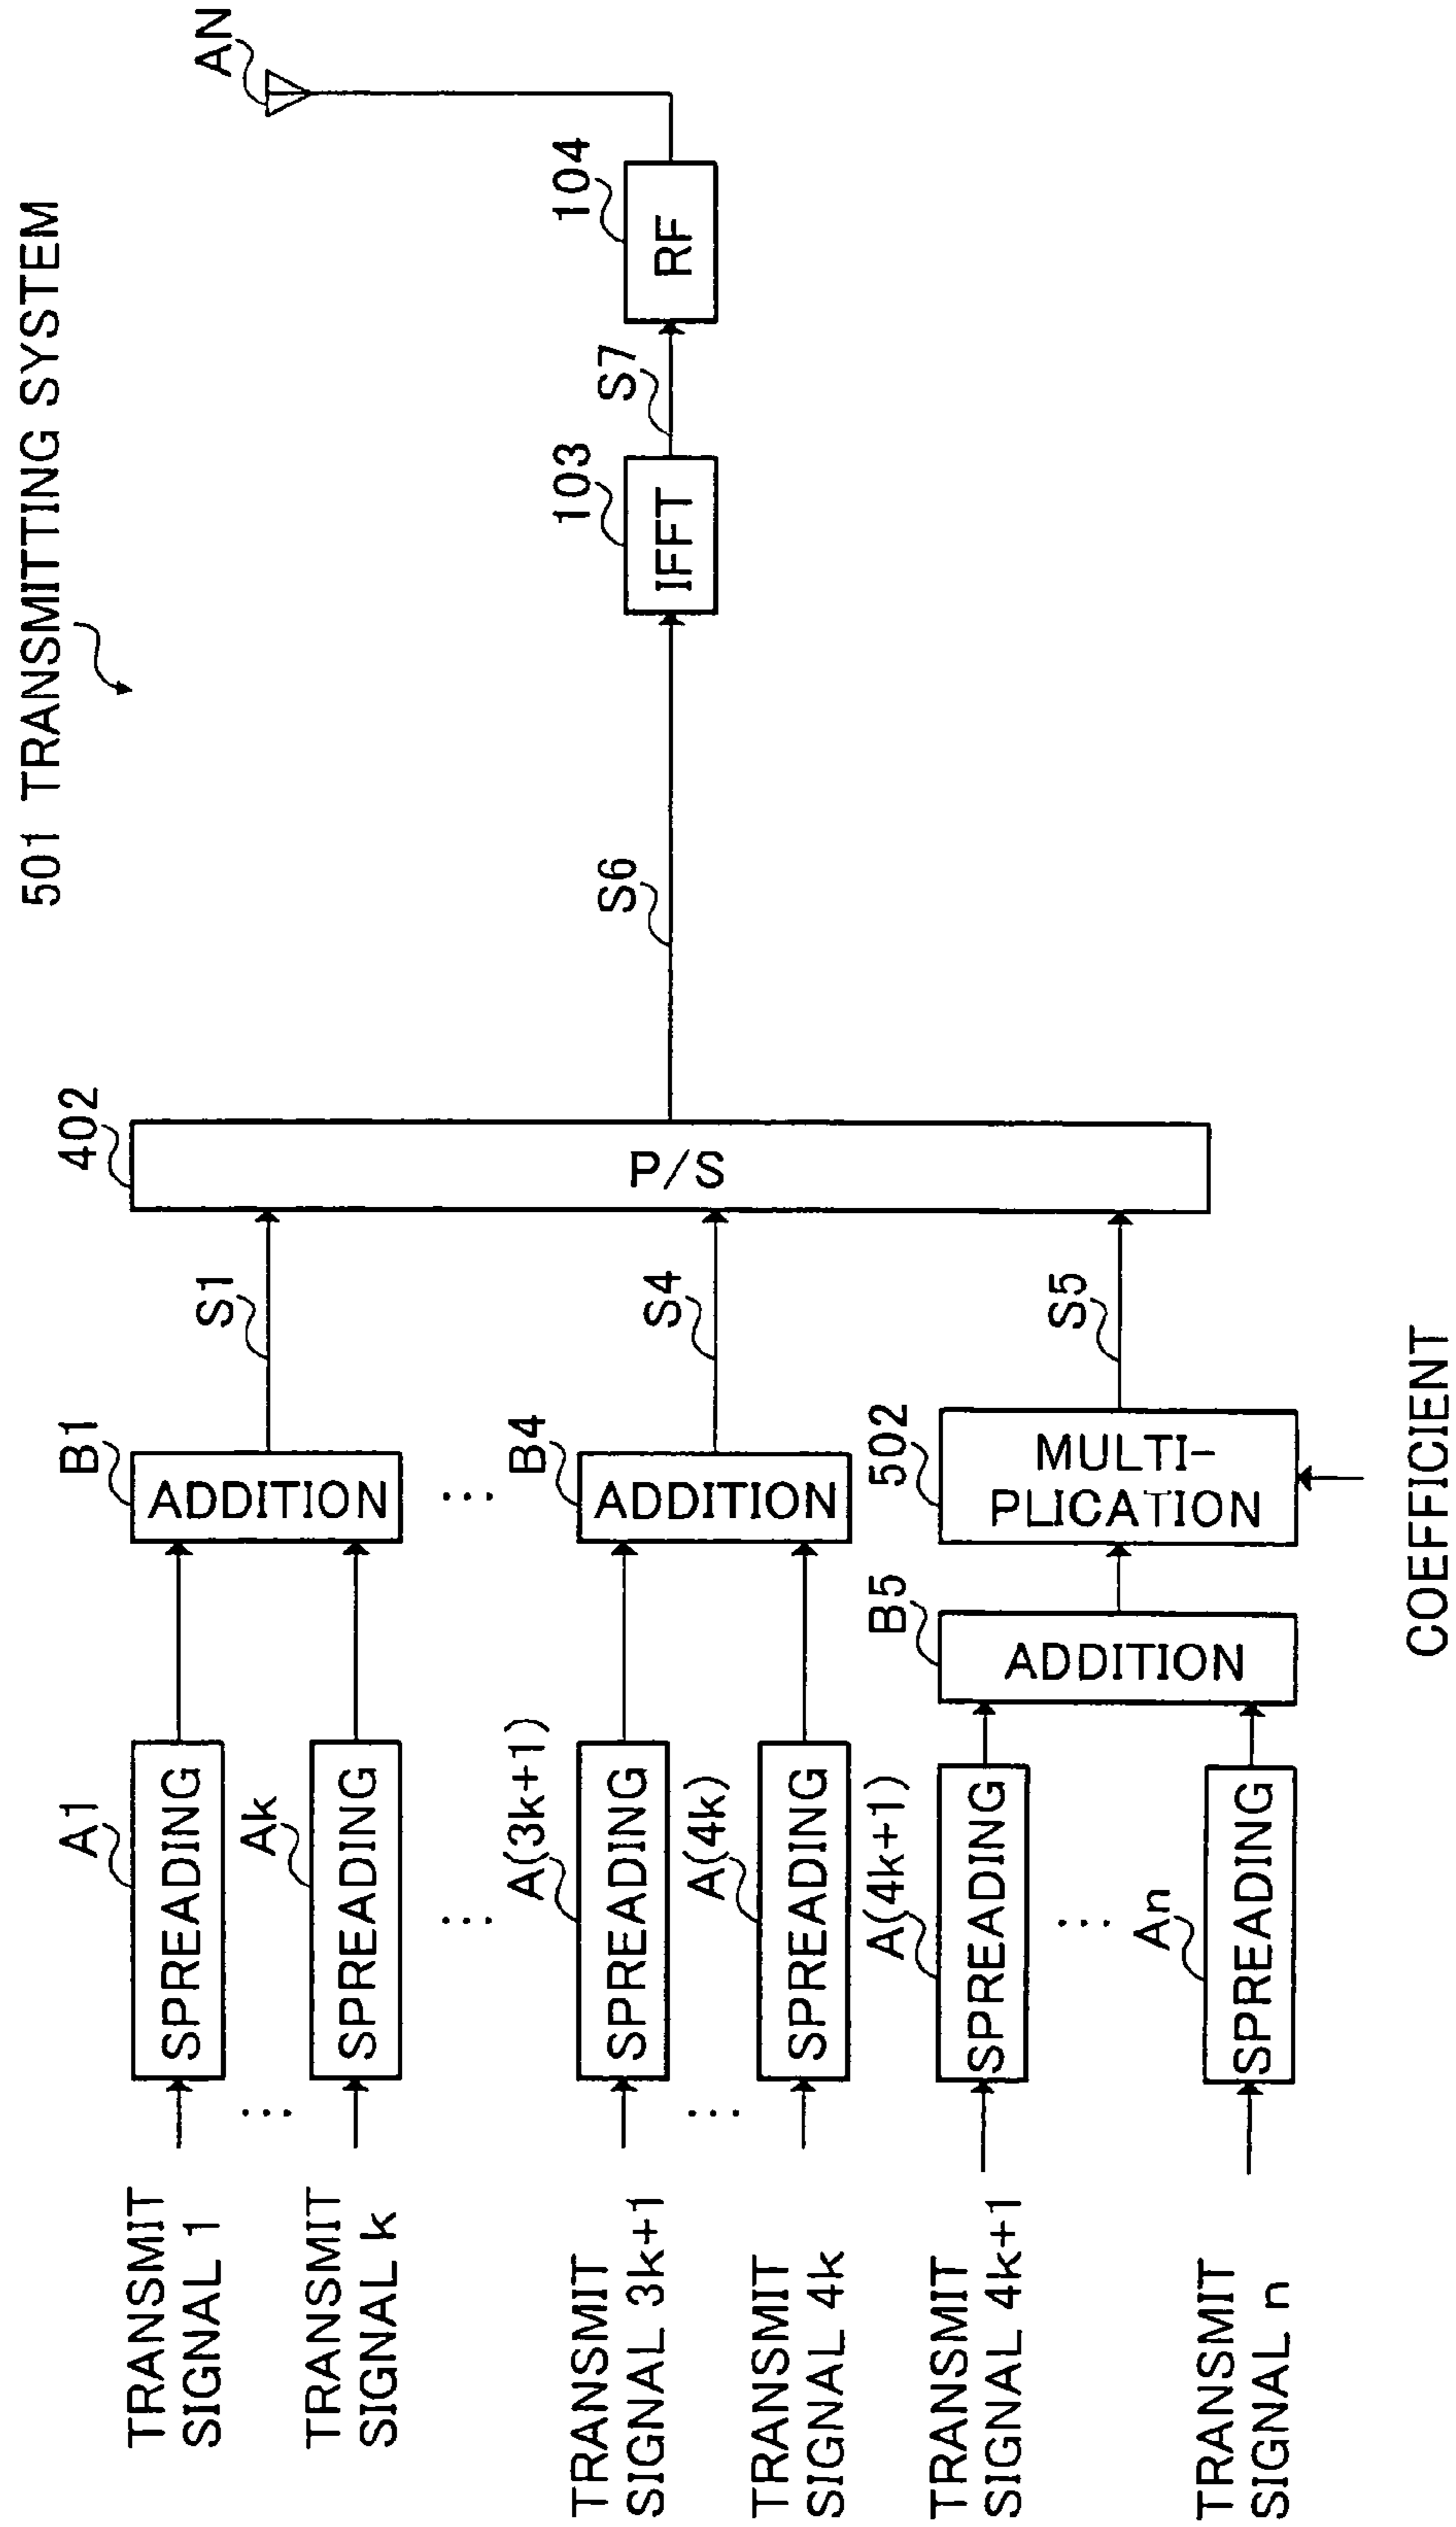 501 TRANSMITTING SYSTEM
TRANSMIT
SIGNAL 1
A1
SPREADING
B1
ADDITION
S1
402
P/S
...
TRANSMIT
SIGNAL k
Ak
SPREADING
...
...
TRANSMIT
SIGNAL 3k+1
A(3k+1)
SPREADING
B4
ADDITION
S4
...
TRANSMIT
SIGNAL 4k
A(4k)
SPREADING
TRANSMIT
SIGNAL 4k+1
A(4k+1)
SPREADING
B5
ADDITION
502
MULTI-
PLICATION
S5
...
TRANSMIT
SIGNAL n
An
SPREADING
COEFFICIENT
S6
103
IFFT
S7
104
RF
AN